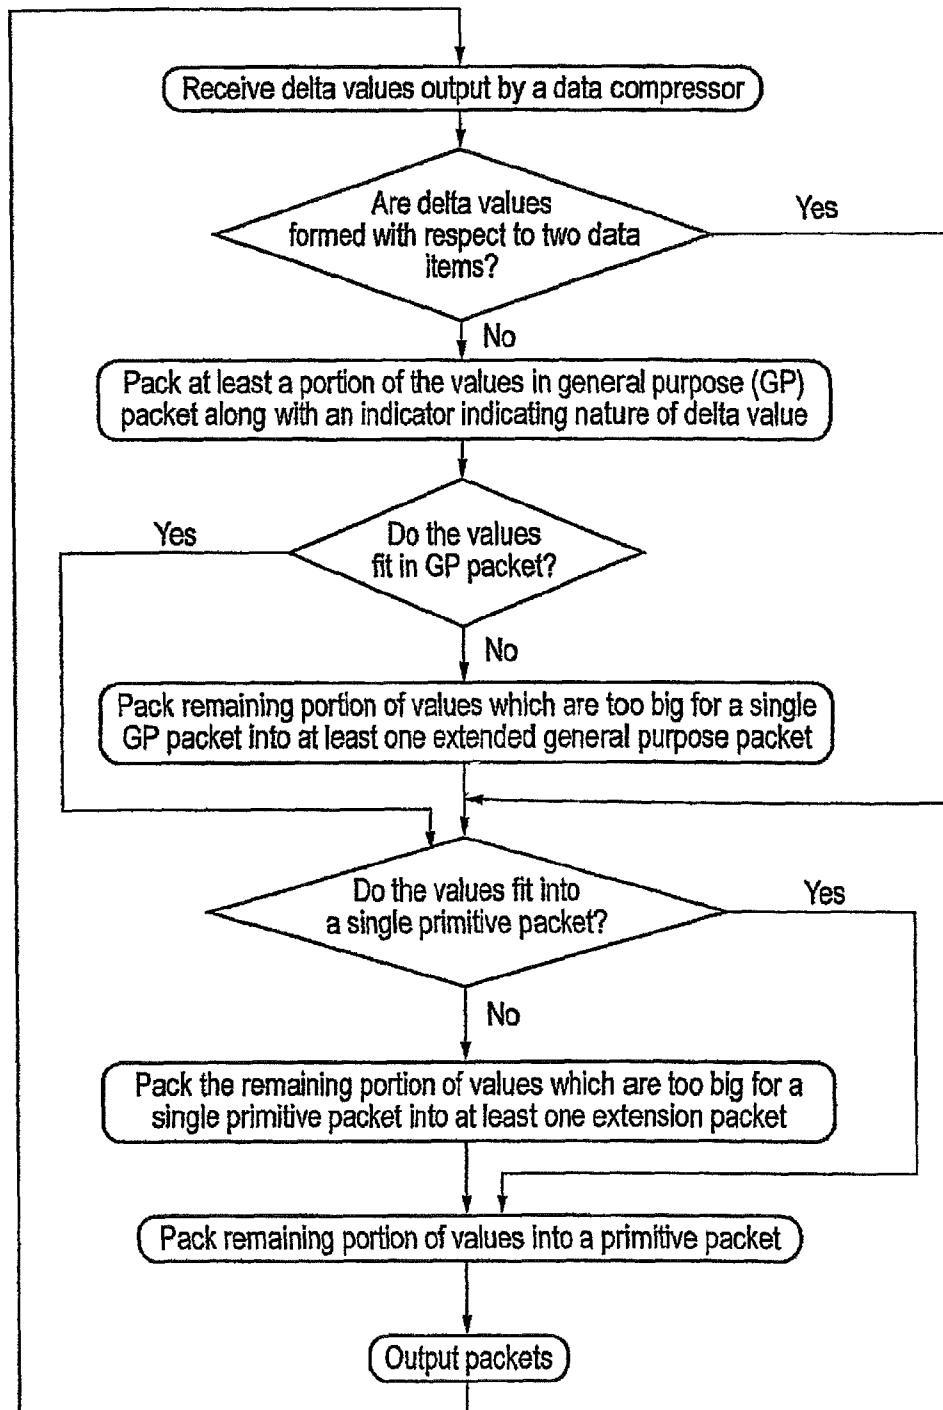 Receive delta values output by a data compressor
Are delta values
formed with respect to two data
items?
Yes
No
Pack at least a portion of the values in general purpose (GP)
packet along with an indicator indicating nature of delta value
Yes
Do the values
fit in GP packet?
No
Pack remaining portion of values which are too big for a single
GP packet into at least one extended general purpose packet
Do the values fit into
a single primitive packet?
Yes
No
Pack the remaining portion of values which are too big for a
single primitive packet into at least one extension packet
Pack remaining portion of values into a primitive packet
Output packets